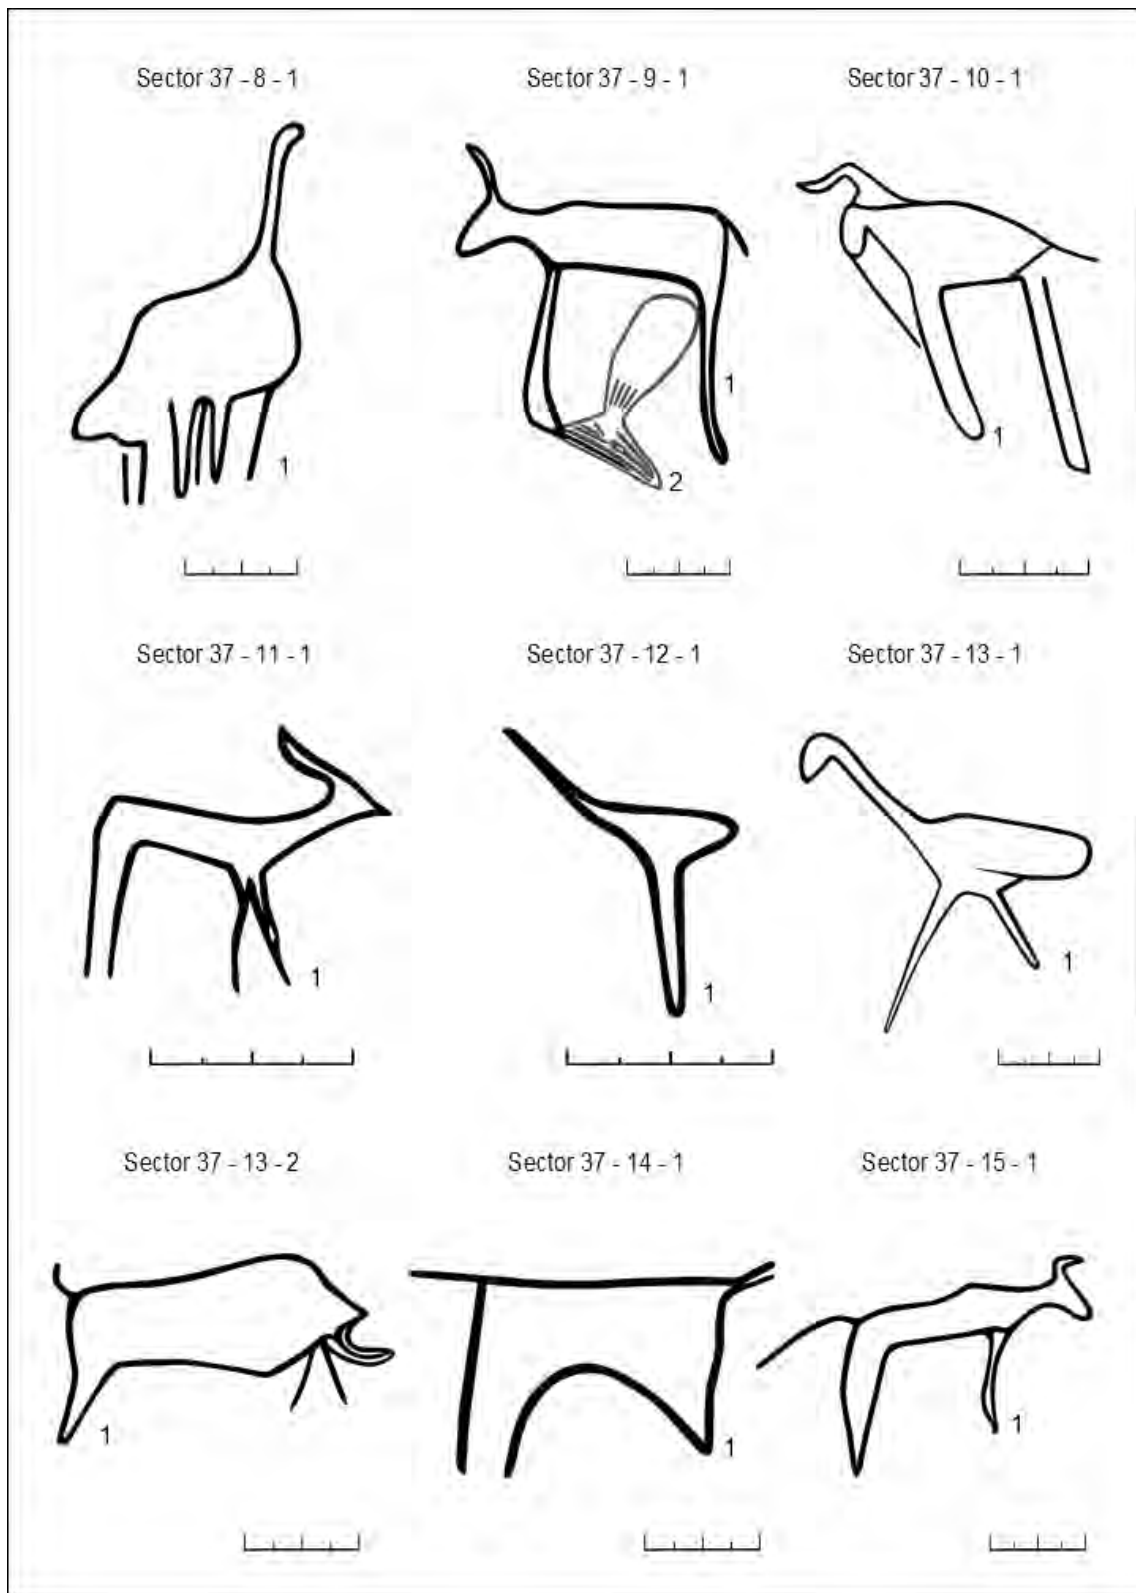 Sector 37 - 8 - 1
Sector 37 - 9 - 1
Sector 37 - 10 - 1
1
1
2
1
Sector 37 - 11 - 1
Sector 37 - 12 - 1
Sector 37 - 13 - 1
1
1
1
Sector 37 - 13 - 2
Sector 37 - 14 - 1
Sector 37 - 15 - 1
1
1
1